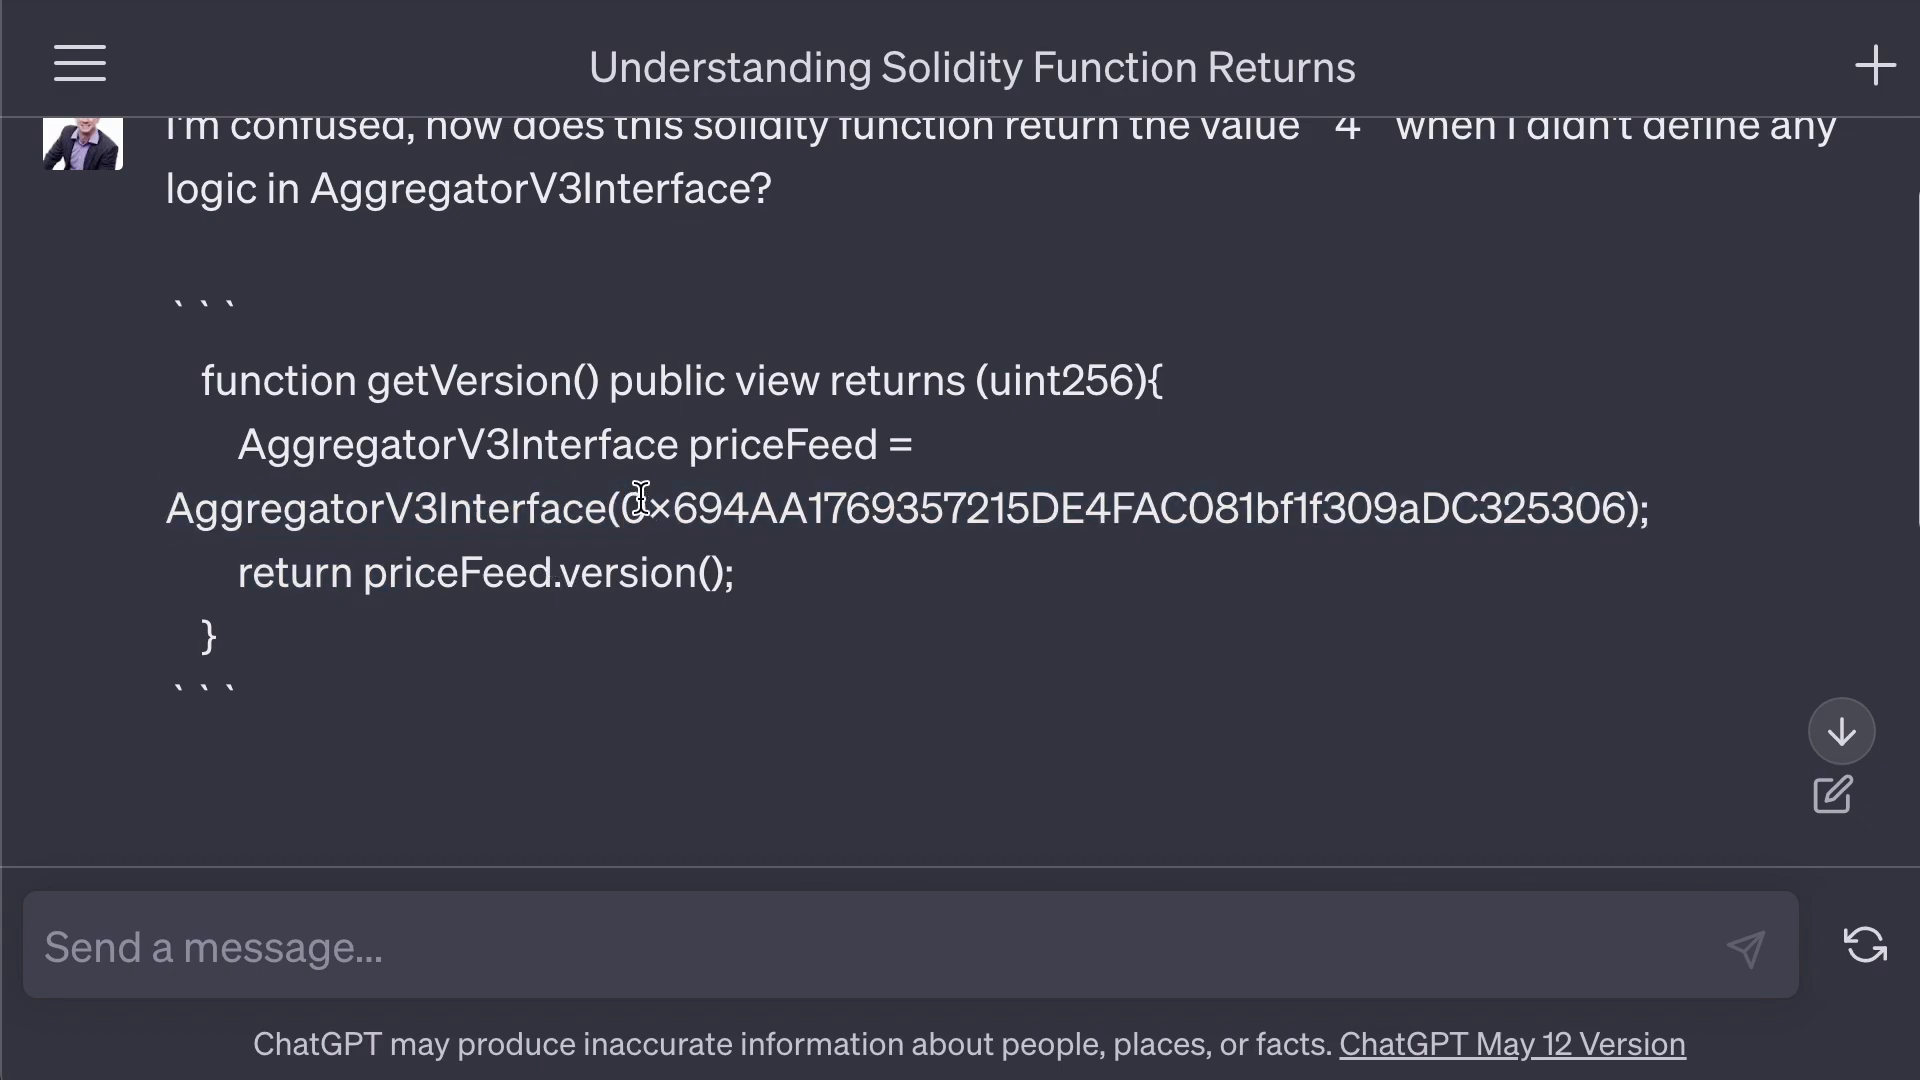 Understanding Solidity Function Returns
I'm confused, how does this solidity function return the value `4` when I didn't define any
logic in AggregatorV3Interface?
```
function getVersion() public view returns (uint256){
AggregatorV3Interface priceFeed =
AggregatorV3Interface(0x694AA1769357215DE4FAC081bf1f309aDC325306);
return priceFeed.version();
}
```
Send a message...
ChatGPT may produce inaccurate information about people, places, or facts. ChatGPT May 12 Version